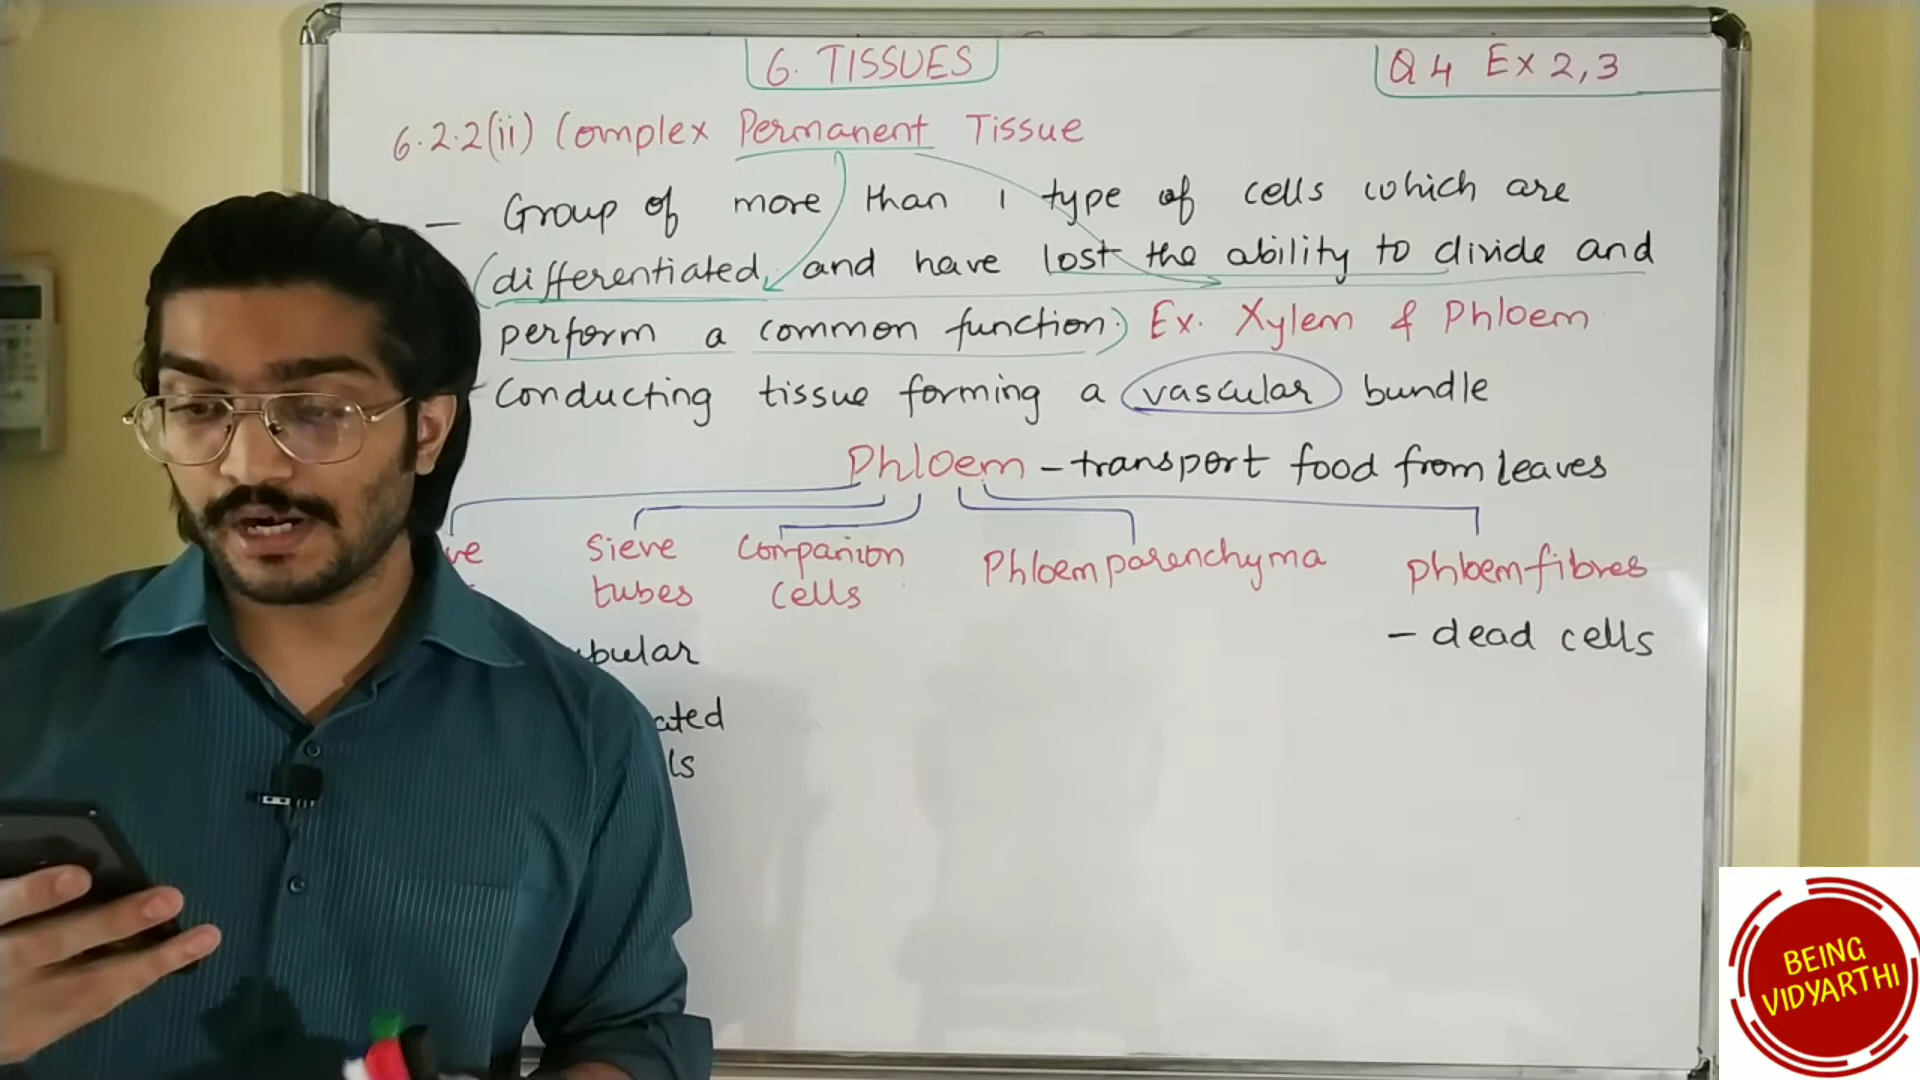 6. TISSUES
Q 4 Ex 2,3
6.2.2(ii) Complex Permanent Tissue
— Group of more than 1 type of cells which are
(differentiated, and have lost the ability to divide and
perform a common function.) Ex. Xylem & Phloem
- Conducting tissue forming a vascular bundle
Phloem - transport food from leaves
Sieve tubes
Companion cells
Phloem parenchyma
phloem fibres
- dead cells
BEING
VIDYARTHI